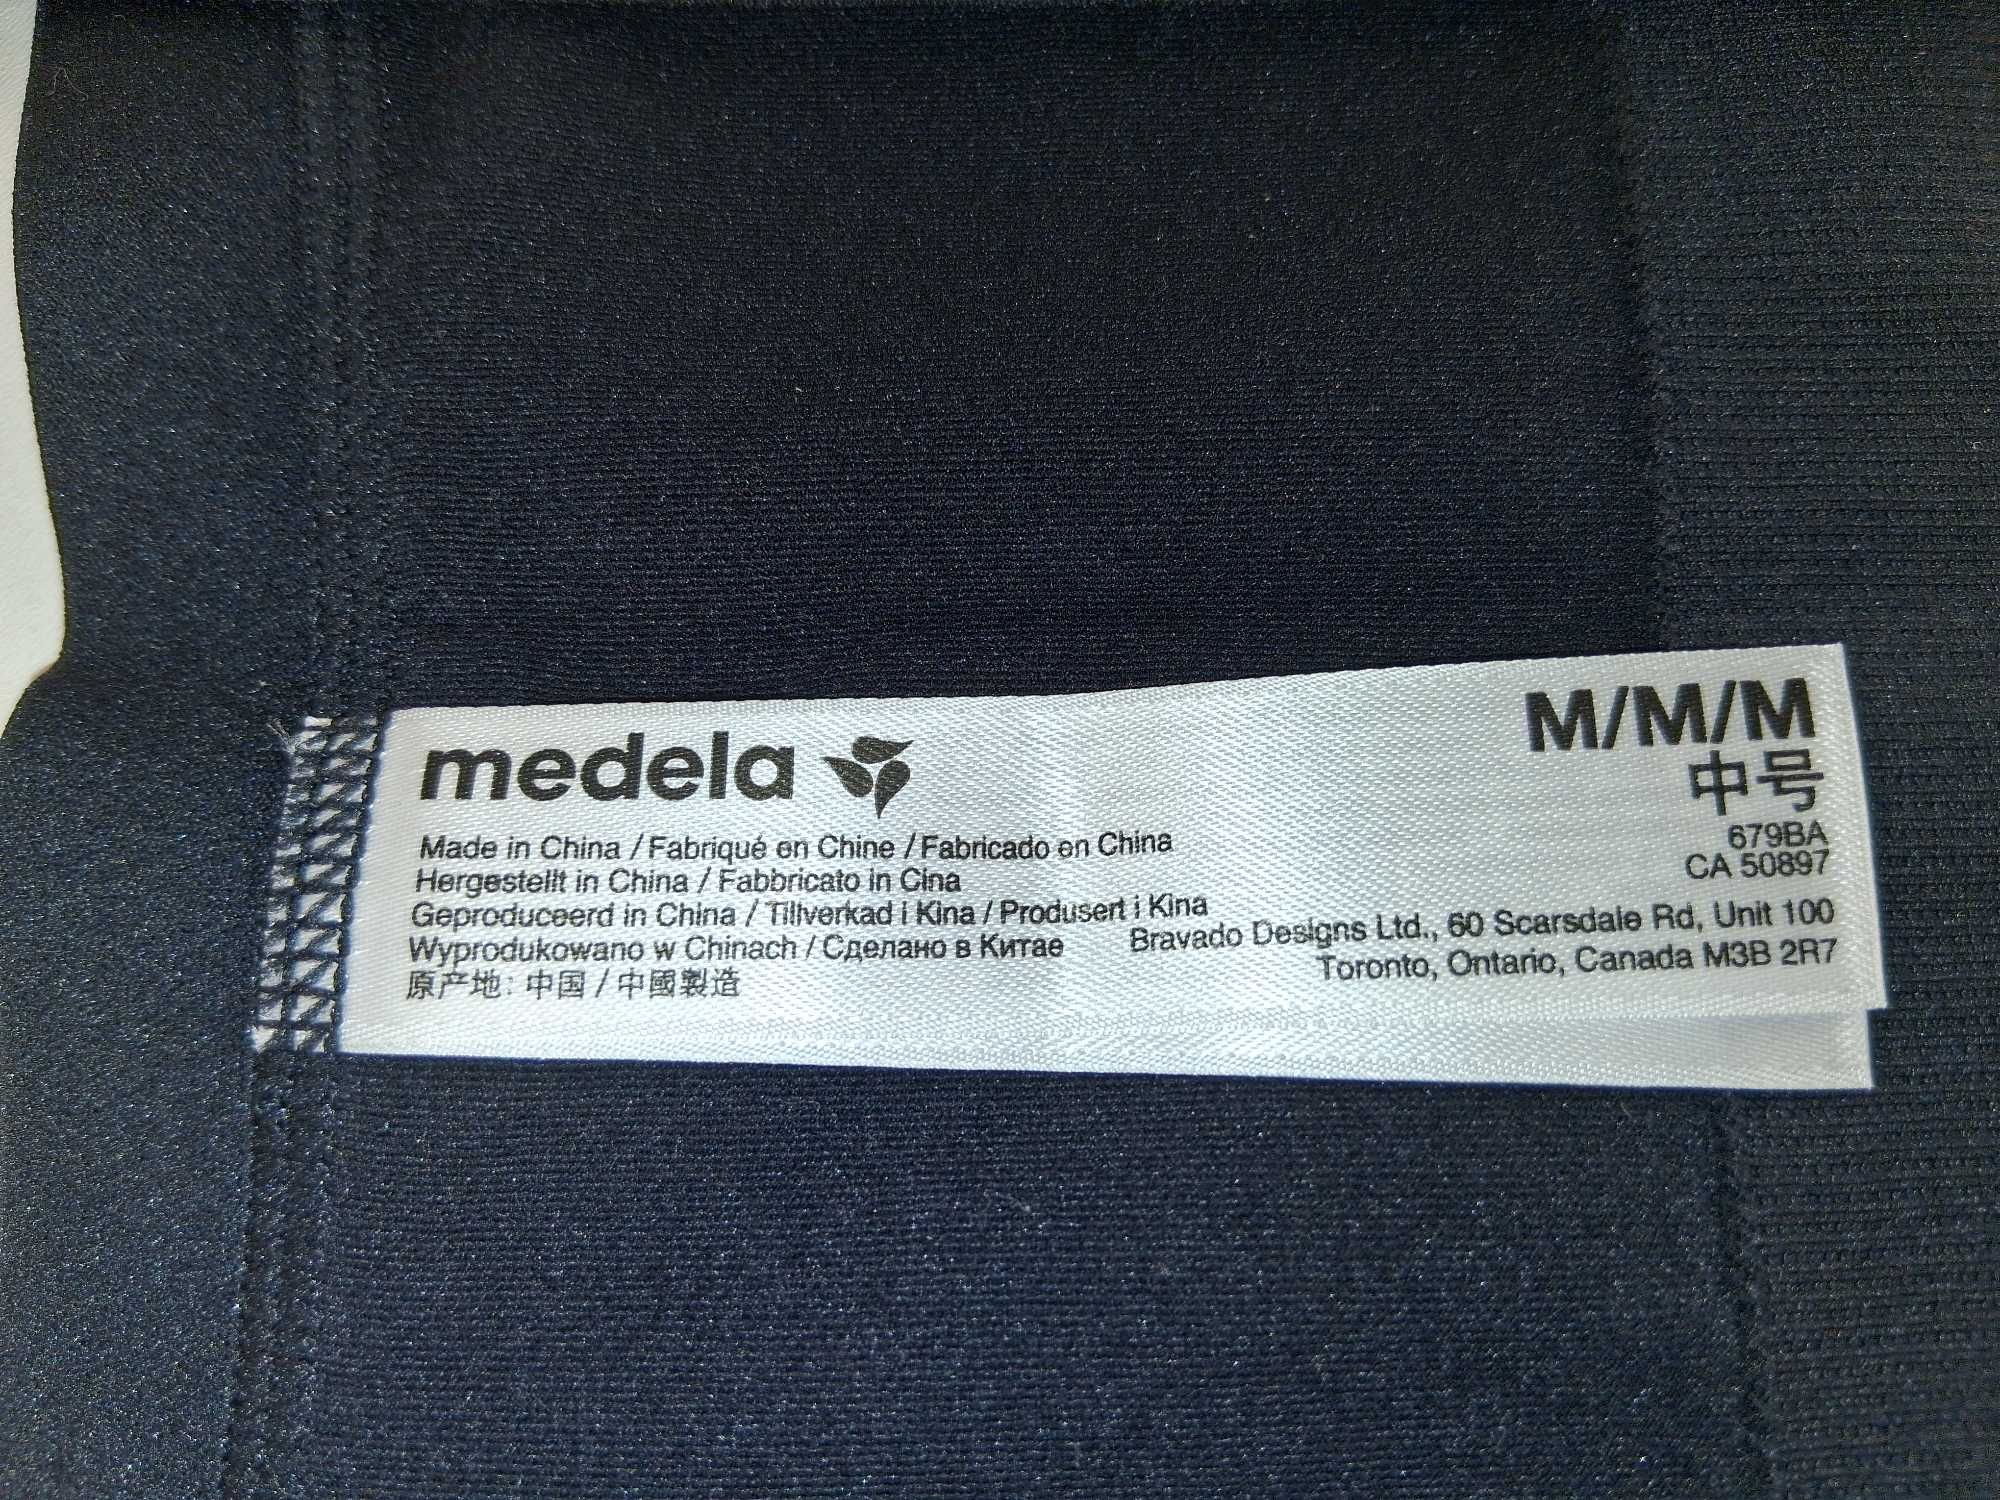 medela
Made in China / Fabriqué en Chine / Fabricado en China
Hergestellt in China / Fabbricato in Cina
Geproduceerd in China / Tillverkad i Kina / Produsert i Kina
Wyprodukowano w Chinach / Сделано в Китае
原产地: 中国 / 中國製造
M/M/M
中号
679BA
CA 50897
Bravado Designs Ltd., 60 Scarsdale Rd, Unit 100
Toronto, Ontario, Canada M3B 2R7